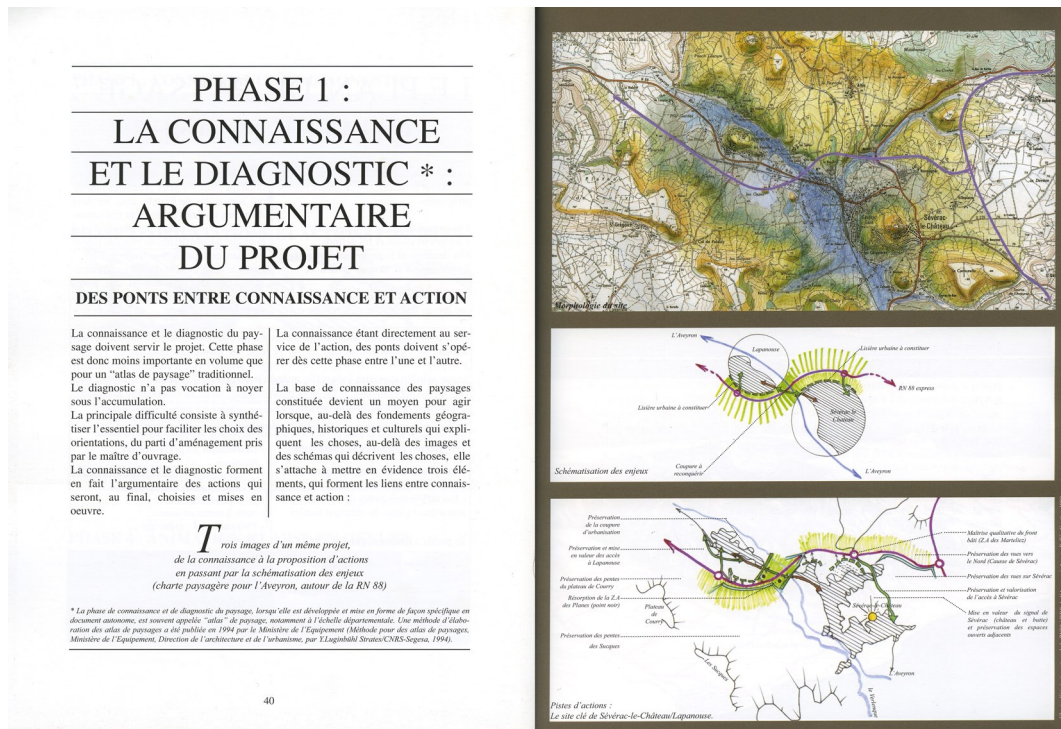 PHASE 1 :
LA CONNAISSANCE
ET LE DIAGNOSTIC * :
ARGUMENTAIRE
DU PROJET
DES PONTS ENTRE CONNAISSANCE ET ACTION
La connaissance et le diagnostic du pay-
sage doivent servir le projet. Cette phase
est donc moins importante en volume que
pour un “atlas de paysage” traditionnel.
Le diagnostic n'a pas vocation à noyer
sous l'accumulation.
La principale difficulté consiste à synthé-
tiser l'essentiel pour faciliter les choix des
orientations, du parti d'aménagement pris
par le maître d'ouvrage.
La connaissance et le diagnostic forment
en fait l'argumentaire des actions qui
seront, au final, choisies et mises en
oeuvre.
La connaissance étant directement au ser-
vice de l'action, des ponts doivent s'opé-
rer dès cette phase entre l'une et l'autre.
La base de connaissance des paysages
constituée devient un moyen pour agir
lorsque, au-delà des fondements géogra-
phiques, historiques et culturels qui expli-
quent les choses, au-delà des images et
des schémas qui décrivent les choses, elle
s'attache à mettre en évidence trois élé-
ments, qui forment les liens entre connais-
sance et action :
Trois images d'un même projet,
de la connaissance à la proposition d'actions
en passant par la schématisation des enjeux
(charte paysagère pour l'Aveyron, autour de la RN 88)
* La phase de connaissance et de diagnostic du paysage, lorsqu'elle est développée et mise en forme de façon spécifique en
document autonome, est souvent appelée “atlas” de paysage, notamment à l'échelle départementale. Une méthode d'élabo-
ration des atlas de paysages a été publiée en 1994 par le Ministère de l'Equipement (Méthode pour des atlas de paysages,
Ministère de l'Equipement, Direction de l'architecture et de l'urbanisme, par Y.Luginbühl Strates/CNRS-Segesa, 1994).
40
Sévérac
le Château
Morphologie du site
L'Aveyron
Lapanouse
Lisière urbaine à constituer
RN 88 express
Lisière urbaine à constituer
Sévérac le
Château
Coupure à
reconquérir
L'Aveyron
Schématisation des enjeux
Préservation
de la coupure
d'urbanisation
Préservation et mise
en valeur des accès
à Lapanouse
Préservation des pentes
du plateau de Courry
Résorption de la Z.A
des Planes (point noir)
Plateau
de
Courry
Préservation des pentes
des Sucques
Les Sucques
Maîtrise qualitative du front
bâti (Z.A des Marteliez)
Préservation des vues vers
le Nord (Causse de Sévérac)
Préservation des vues sur Sévérac
Préservation et valorisation
de l'accès à Sévérac
Sévérac-le-Château
Mise en valeur du signal de
Sévérac (château et butte)
et préservation des espaces
ouverts adjacents
L'Aveyron
le Verlenque
Pistes d'actions :
Le site clé de Sévérac-le-Château/Lapanouse.